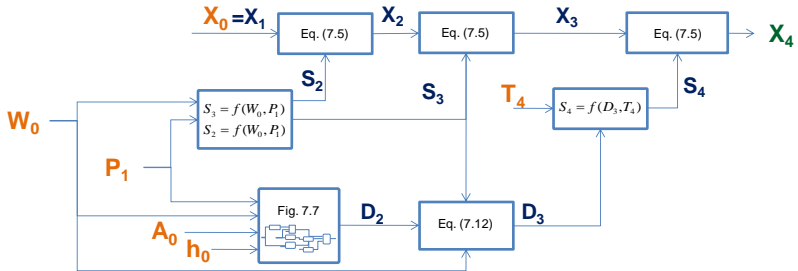 X0 =X1
Eq. (7.5)
X2
Eq. (7.5)
X3
Eq. (7.5)
X4
S2
S3
T4
S4
W0
S3 = f(W0, P1)
S2 = f(W0, P1)
S4 = f(D3, T4)
P1
Fig. 7.7
D2
Eq. (7.12)
D3
A0
h0